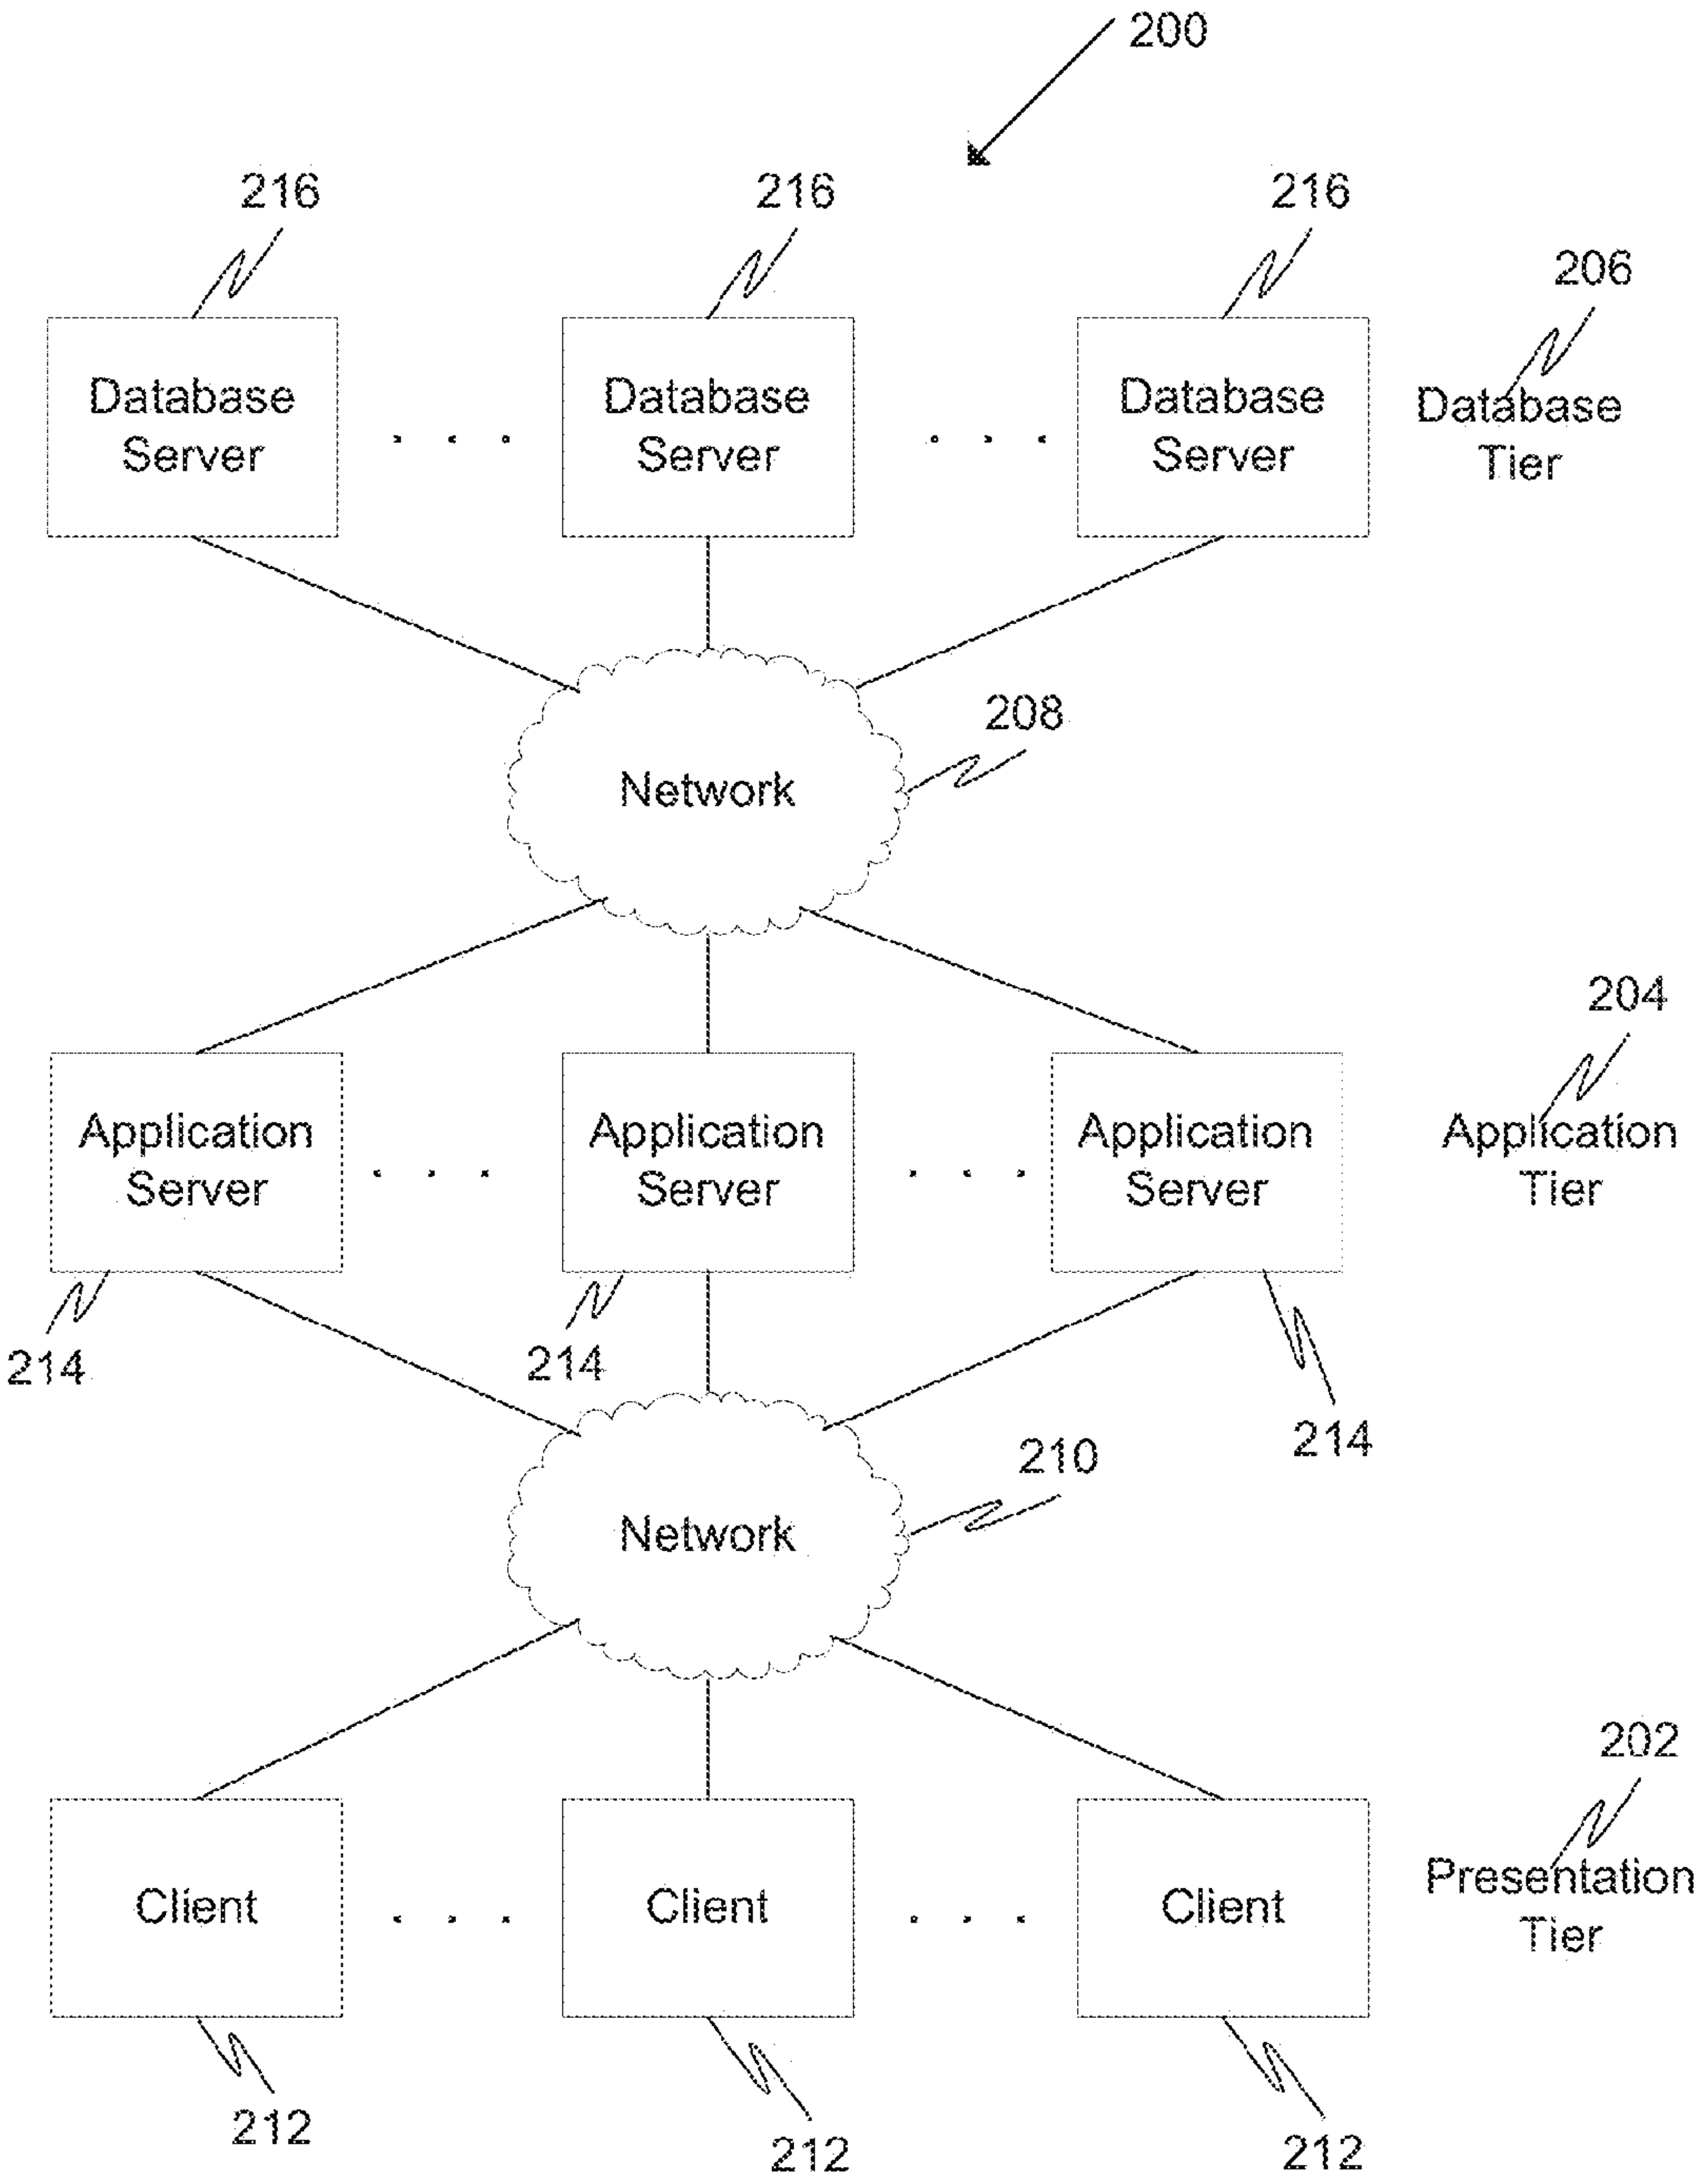 200
216
216
216
206
Database
Server
Database
Server
Database
Server
Database
Tier
208
Network
204
Application
Server
Application
Server
Application
Server
Application
Tier
214
214
214
210
Network
202
Client
Client
Client
Presentation
Tier
212
212
212